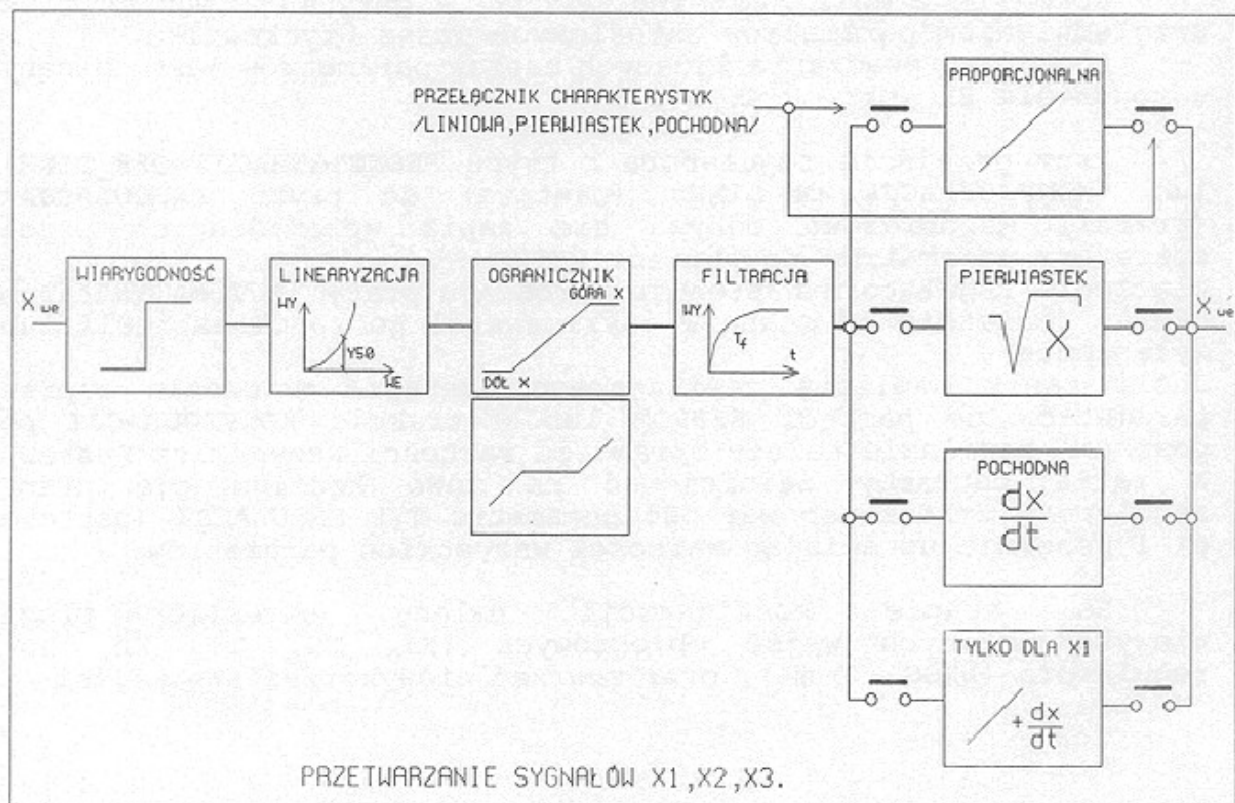 PRZEŁĄCZNIK CHARAKTERYSTYK
/LINIOWA,PIERWIASTEK,POCHODNA/
PROPORCJONALNA
X we
WIARYGODNOŚĆ
LINEARYZACJA
WY
Y50
WE
OGRANICZNIK
GÓRA X
DÓŁ X
FILTRACJA
WY
Tf
t
PIERWIASTEK
X
X wé
POCHODNA
dx
dt
TYLKO DLA X1
+ dx
dt
PRZETWARZANIE SYGNAŁÓW X1,X2,X3.